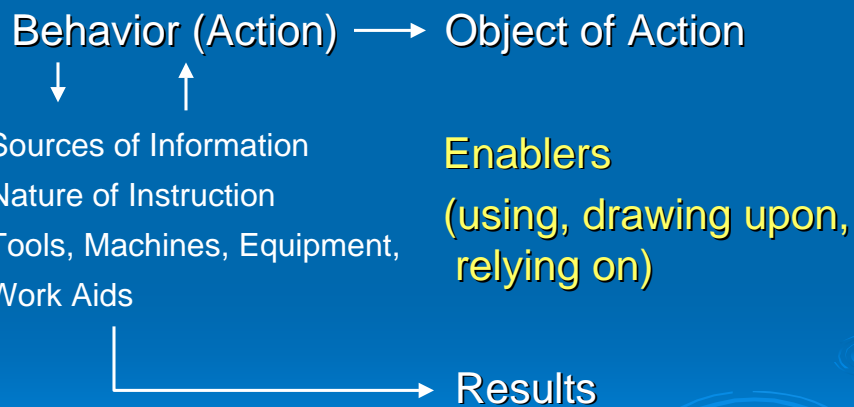 Behavior (Action) → Object of Action
Sources of Information
Nature of Instruction
Tools, Machines, Equipment,
Work Aids
Enablers
(using, drawing upon,
relying on)
Results